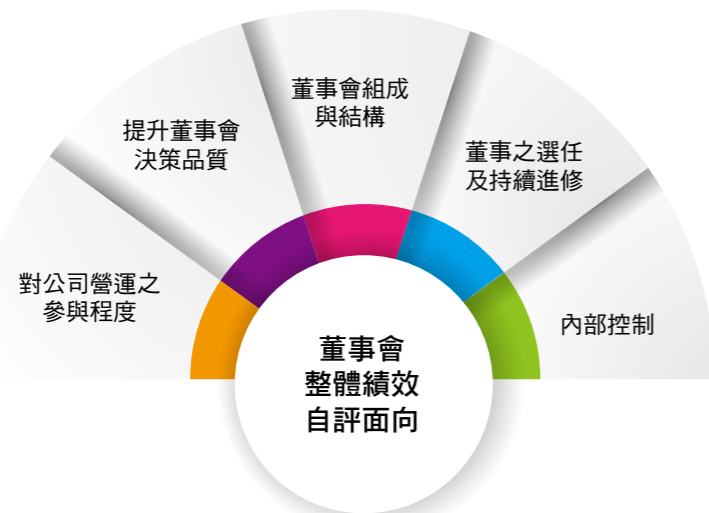 對公司營運之
參與程度
提升董事會
決策品質
董事會組成
與結構
董事之選任
及持續進修
內部控制
董事會
整體績效
自評面向